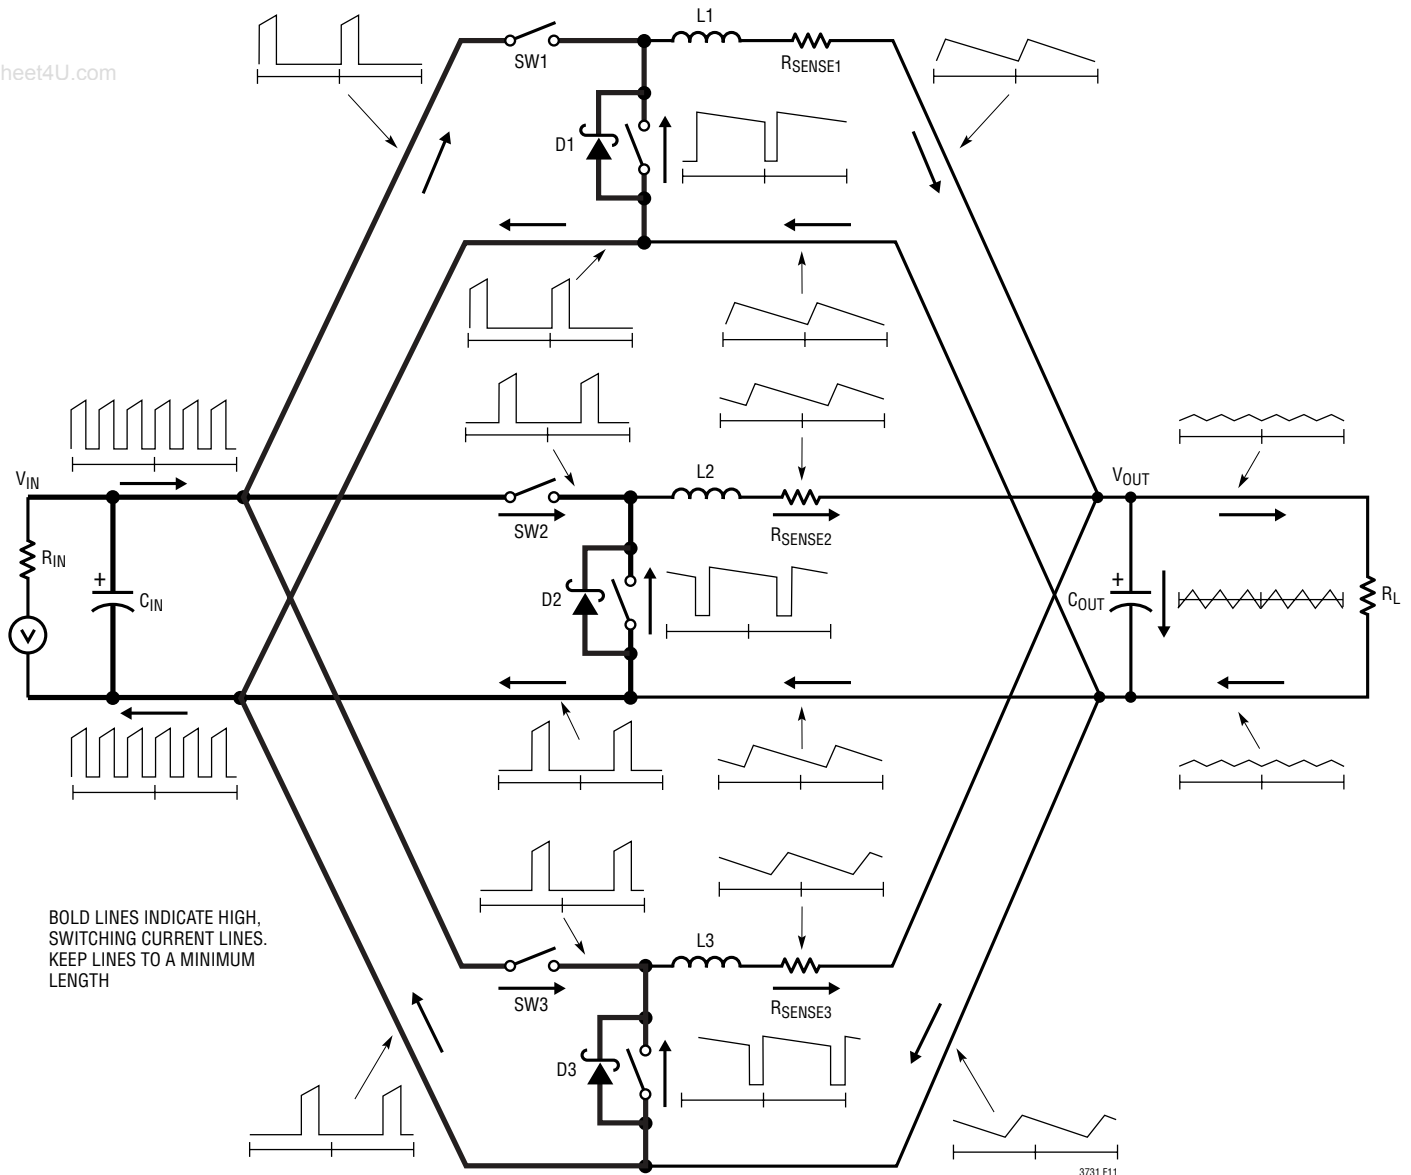 heet4U.com
L1
SW1
RSENSE1
D1
VIN
L2
VOUT
SW2
RSENSE2
RIN
+
CIN
D2
+
COUT
RL
V
BOLD LINES INDICATE HIGH,
SWITCHING CURRENT LINES.
KEEP LINES TO A MINIMUM
LENGTH
L3
SW3
RSENSE3
D3
3731 F11